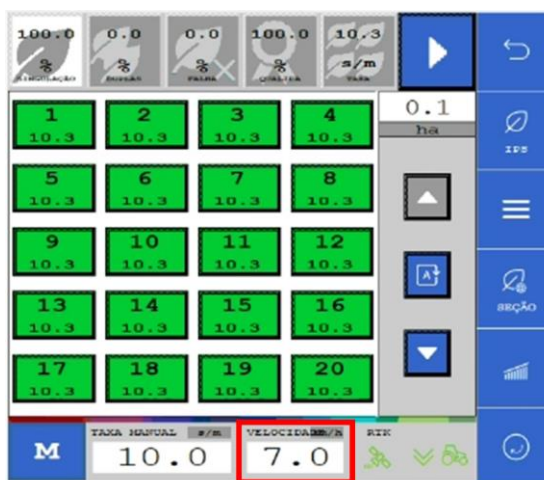 100.0 0.0 0.0 100.0 10.3
% % % % s/m
SINGULAÇÃO DUPLAS FALHA QUALIDA TAXA
1 2 3 4
10.3 10.3 10.3 10.3
5 6 7 8
10.3 10.3 10.3 10.3
9 10 11 12
10.3 10.3 10.3 10.3
13 14 15 16
10.3 10.3 10.3 10.3
17 18 19 20
10.3 10.3 10.3 10.3
0.1
ha
A
IPS
SEÇÃO
M
TAXA MANUAL s/m
10.0
VELOCIDADE km/h
7.0
RTK